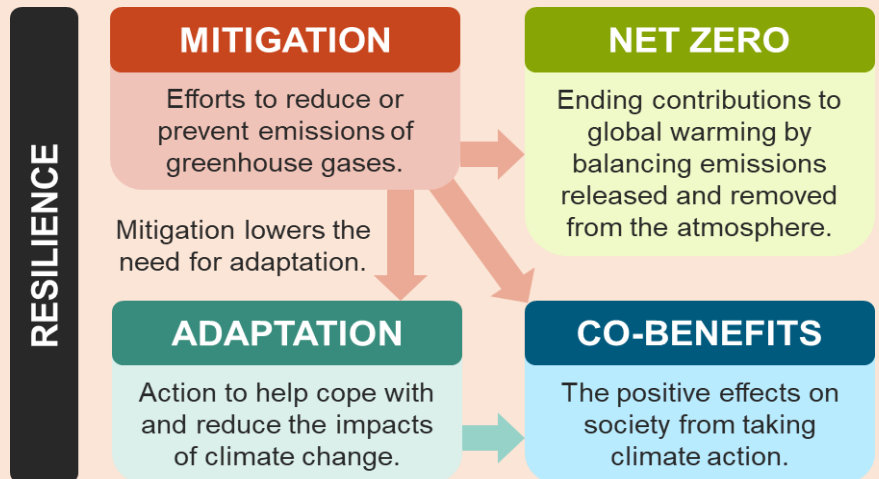 RESILIENCE
MITIGATION
Efforts to reduce or
prevent emissions of
greenhouse gases.
NET ZERO
Ending contributions to
global warming by
balancing emissions
released and removed
from the atmosphere.
Mitigation lowers the
need for adaptation.
ADAPTATION
Action to help cope with
and reduce the impacts
of climate change.
CO-BENEFITS
The positive effects on
society from taking
climate action.